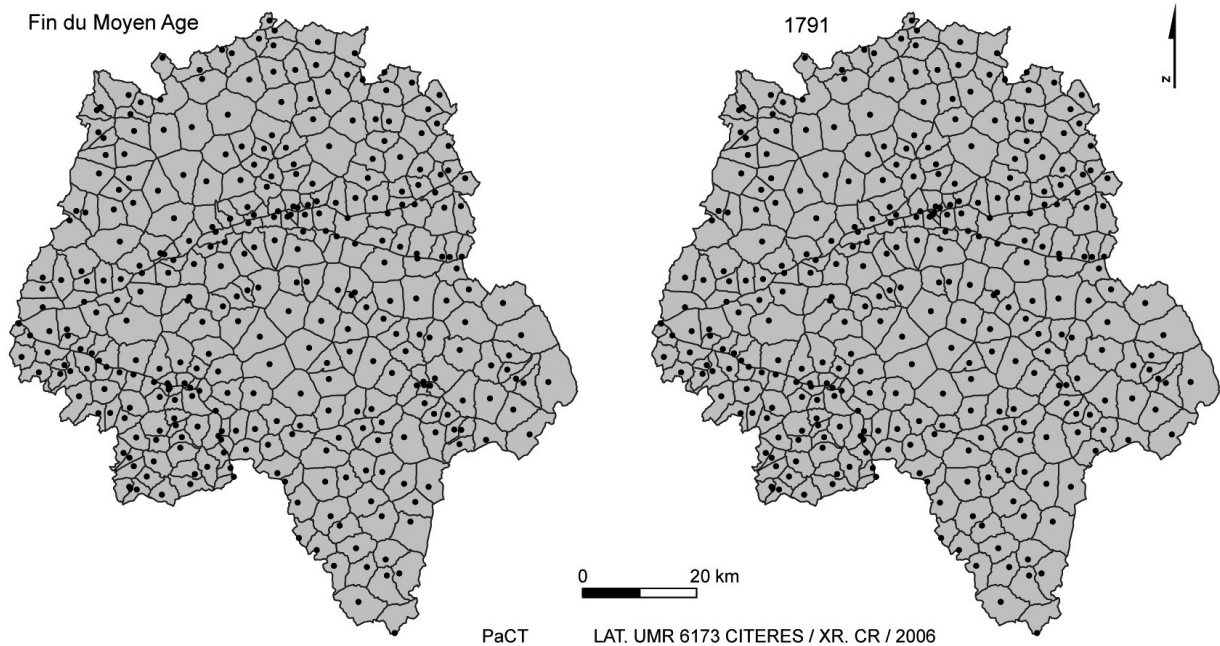 Fin du Moyen Age
1791
z
0 20 km
PaCT LAT. UMR 6173 CITERES / XR. CR / 2006